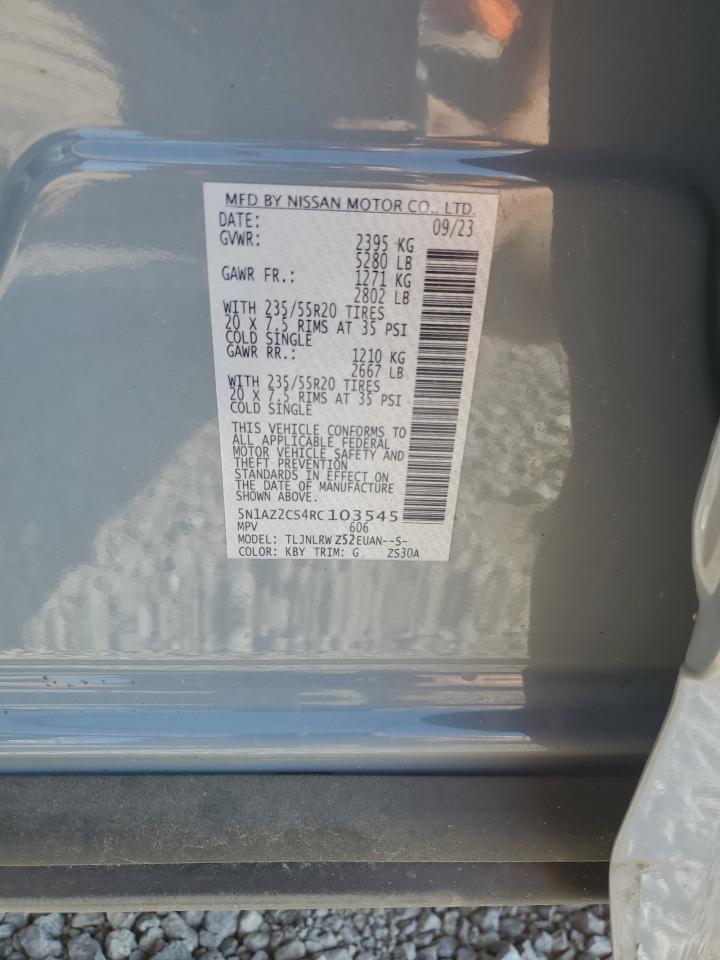 MFD BY NISSAN MOTOR CO., LTD.
DATE: 09/23
GVWR: 2395 KG
5280 LB
GAWR FR.: 1271 KG
2802 LB
WITH 235/55R20 TIRES
20 X 7.5 RIMS AT 35 PSI
COLD SINGLE
GAWR RR.: 1210 KG
2667 LB
WITH 235/55R20 TIRES
20 X 7.5 RIMS AT 35 PSI
COLD SINGLE
THIS VEHICLE CONFORMS TO
ALL APPLICABLE FEDERAL
MOTOR VEHICLE SAFETY AND
THEFT PREVENTION
STANDARDS IN EFFECT ON
THE DATE OF MANUFACTURE
SHOWN ABOVE.
5N1AZ2CS4RC103545
MPV 606
MODEL: TLJNLRW Z52EUAN--S-
COLOR: KBY TRIM: G ZS30A